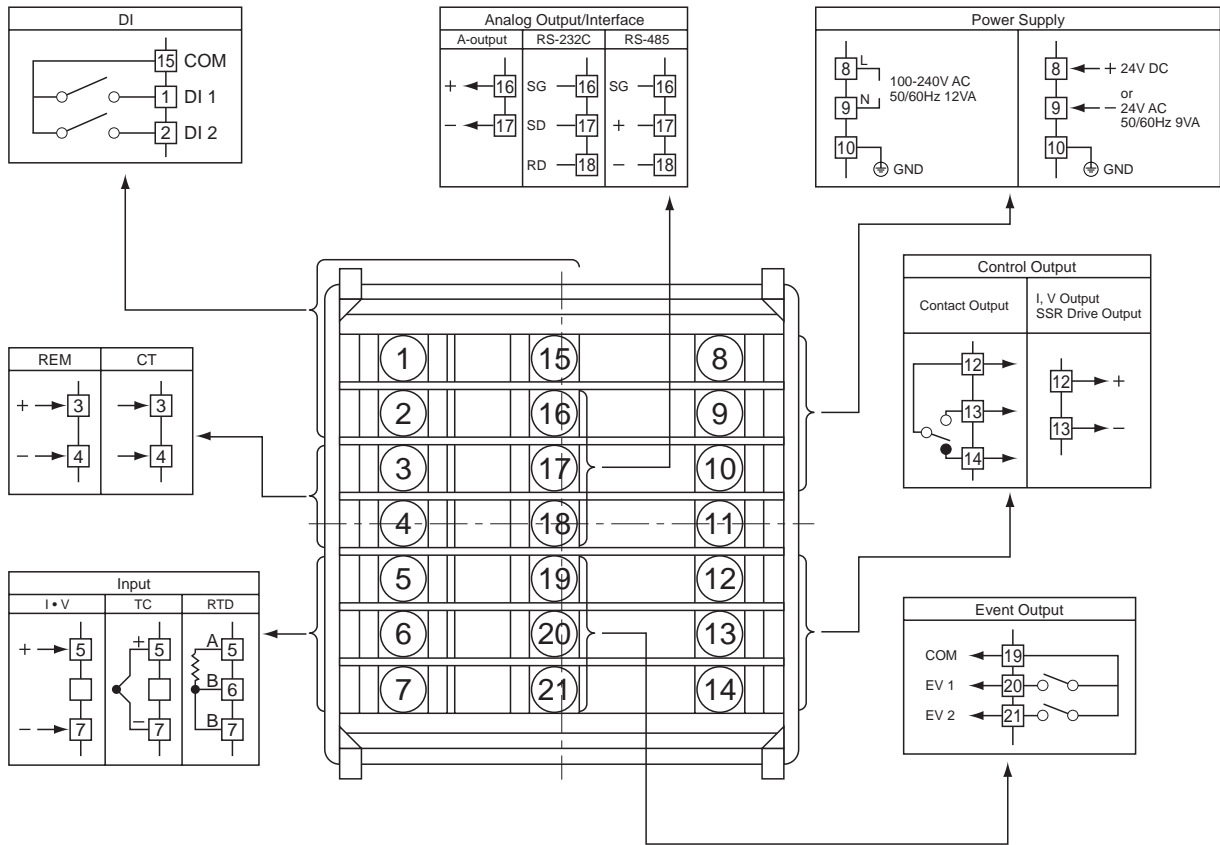 DI
15 COM
1 DI 1
2 DI 2
Analog Output/Interface
A-output RS-232C RS-485
+ 16 SG 16 SG 16
− 17 SD 17 + 17
RD 18 − 18
Power Supply
8 L
9 N
100-240V AC
50/60Hz 12VA
10
GND
8 + 24V DC
or
9 − 24V AC
50/60Hz 9VA
10
GND
REM CT
+ 3 3
− 4 4
Input
I • V TC RTD
+ 5 + 5 A 5
B 6
− 7 − 7 B 7
1 15 8
2 16 9
3 17 10
4 18 11
5 19 12
6 20 13
7 21 14
Control Output
Contact Output
I, V Output
SSR Drive Output
12
13
14
12 +
13 −
Event Output
COM 19
EV 1 20
EV 2 21